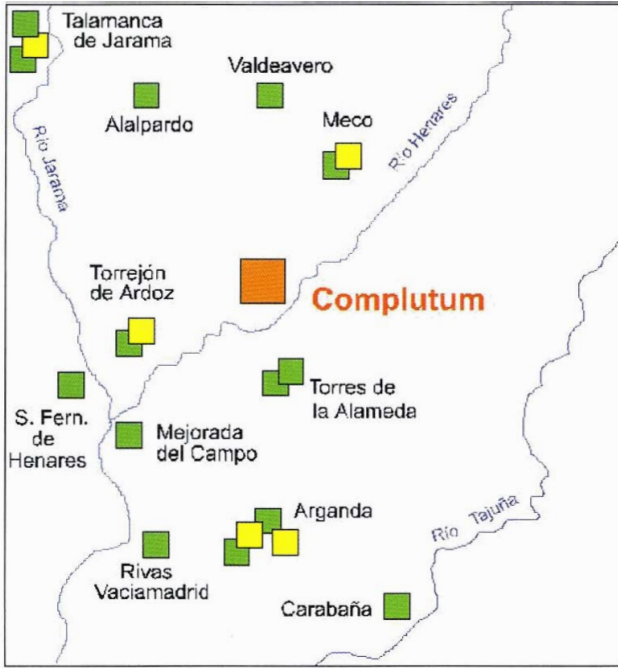 Talamanca
de Jarama
Valdeavero
Alalpardo
Meco
Río Henares
Río Jarama
Torrejón
de Ardoz
Complutum
S. Fern.
de
Henares
Torres de
la Alameda
Mejorada
del Campo
Arganda
Río Tajuña
Rivas
Vaciamadrid
Carabaña